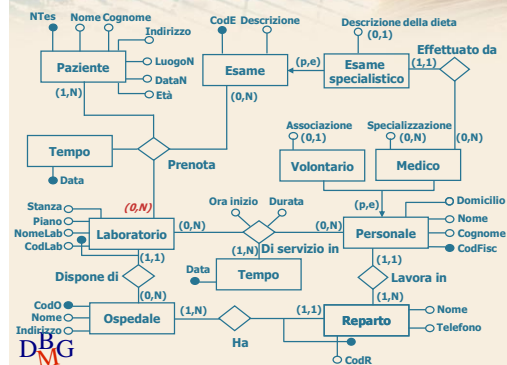 NTes Nome Cognome
Indirizzo
Paziente
LuogoN
DataN
Età
(1,N)
CodE Descrizione
Esame
(0,N)
(p,e)
Descrizione della dieta
(0,1)
Esame
specialistico
(1,1)
Effettuato da
(0,N)
Tempo
Data
Prenota
Associazione
(0,1)
Volontario
Specializzazione
(0,N)
Medico
(p,e)
Stanza
Piano
NomeLab
CodLab
(0,N)
Laboratorio
(0,N)
(1,1)
Ora inizio Durata
(0,N)
(1,N)
Di servizio in
Data
Tempo
Personale
Domicilio
Nome
Cognome
CodFisc
(1,1)
Lavora in
(1,N)
Dispone di
(0,N)
CodO
Nome
Indirizzo
Ospedale
(1,N)
Ha
(1,1)
Reparto
Nome
Telefono
CodR
DBMG